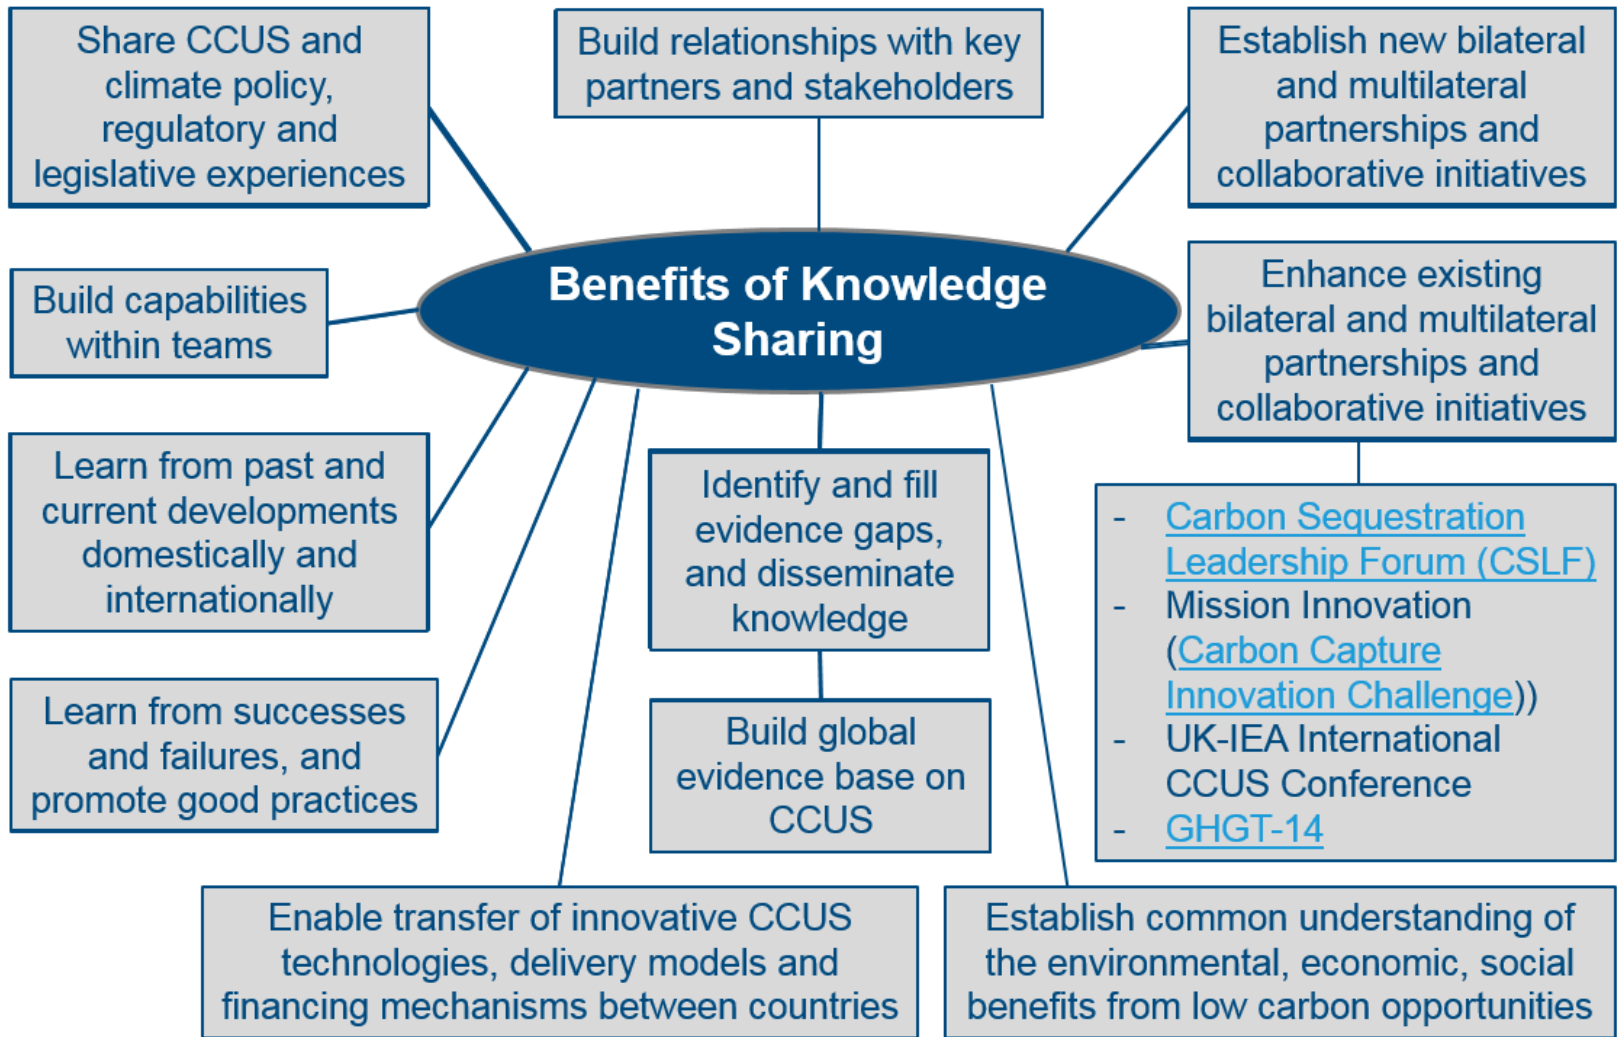 Share CCUS and
climate policy,
regulatory and
legislative experiences
Build relationships with key
partners and stakeholders
Establish new bilateral
and multilateral
partnerships and
collaborative initiatives
Benefits of Knowledge
Sharing
Build capabilities
within teams
Enhance existing
bilateral and multilateral
partnerships and
collaborative initiatives
Learn from past and
current developments
domestically and
internationally
Identify and fill
evidence gaps,
and disseminate
knowledge
- Carbon Sequestration
Leadership Forum (CSLF)
- Mission Innovation
(Carbon Capture
Innovation Challenge))
- UK-IEA International
CCUS Conference
- GHGT-14
Learn from successes
and failures, and
promote good practices
Build global
evidence base on
CCUS
Enable transfer of innovative CCUS
technologies, delivery models and
financing mechanisms between countries
Establish common understanding of
the environmental, economic, social
benefits from low carbon opportunities